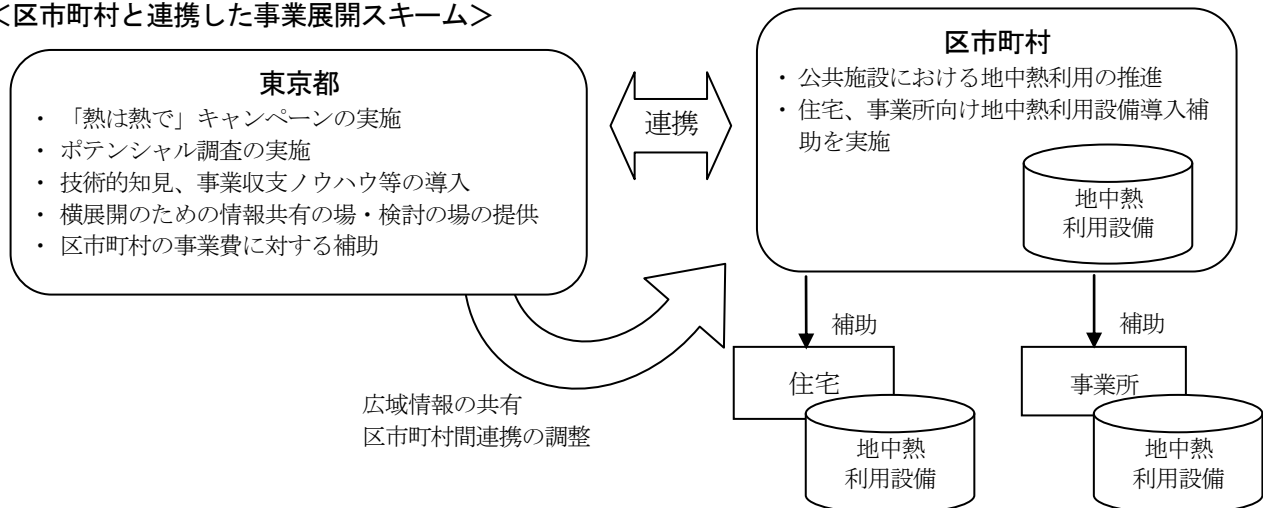 ＜区市町村と連携した事業展開スキーム＞
東京都
・ 「熱は熱で」キャンペーンの実施
・ ポテンシャル調査の実施
・ 技術的知見、事業収支ノウハウ等の導入
・ 横展開のための情報共有の場・検討の場の提供
・ 区市町村の事業費に対する補助
連携
区市町村
・ 公共施設における地中熱利用の推進
・ 住宅、事業所向け地中熱利用設備導入補
助を実施
地中熱
利用設備
広域情報の共有
区市町村間連携の調整
補助
住宅
地中熱
利用設備
補助
事業所
地中熱
利用設備